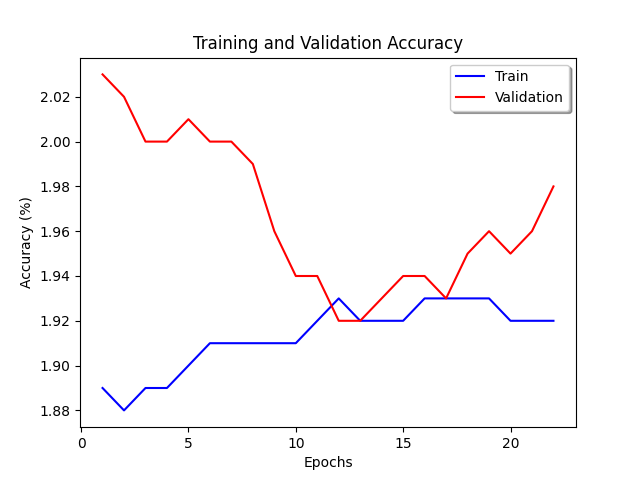 Training and Validation Accuracy
Train
Validation
2.02
2.00
1.98
1.96
1.94
1.92
1.90
1.88
Accuracy (%)
0 5 10 15 20
Epochs